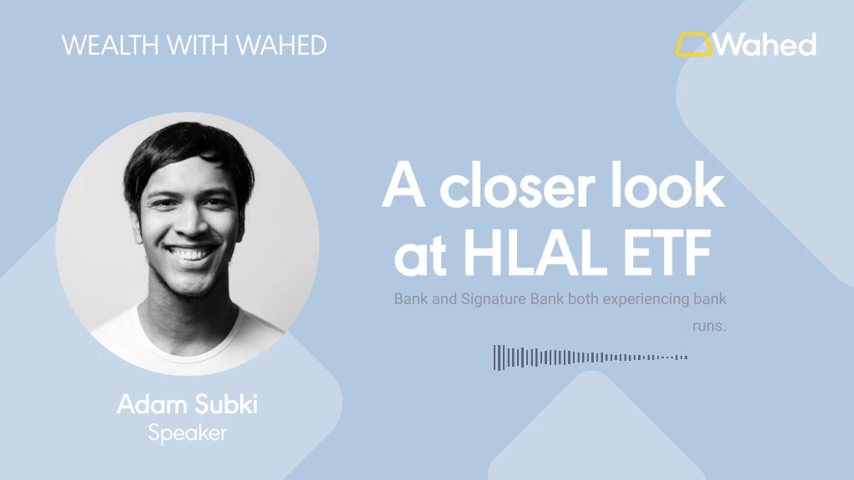 WEALTH WITH WAHED
Wahed
A closer look
at HLAL ETF
Bank and Signature Bank both experiencing bank
runs.
Adam Subki
Speaker